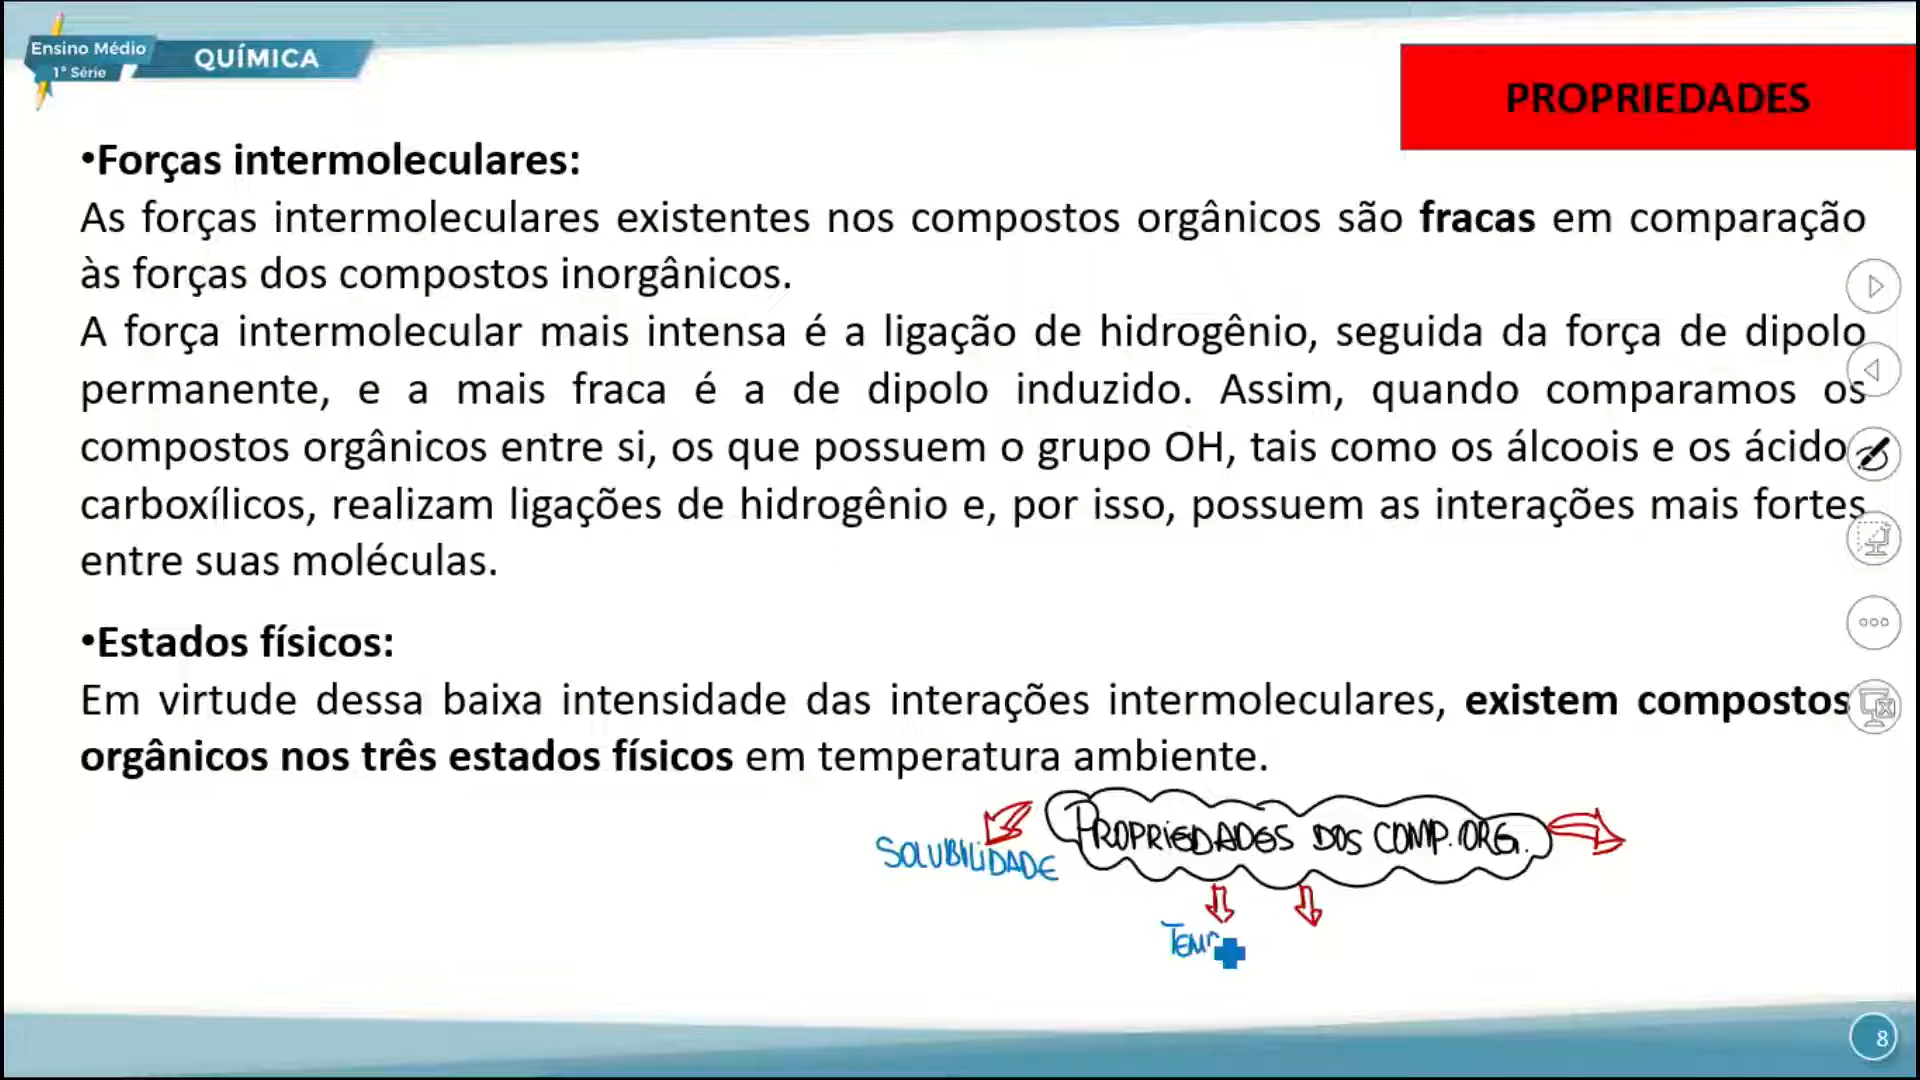 Ensino Médio
1ª Série
QUÍMICA
PROPRIEDADES
•Forças intermoleculares:
As forças intermoleculares existentes nos compostos orgânicos são fracas em comparação
às forças dos compostos inorgânicos.
A força intermolecular mais intensa é a ligação de hidrogênio, seguida da força de dipolo
permanente, e a mais fraca é a de dipolo induzido. Assim, quando comparamos os
compostos orgânicos entre si, os que possuem o grupo OH, tais como os álcoois e os ácido
carboxílicos, realizam ligações de hidrogênio e, por isso, possuem as interações mais fortes
entre suas moléculas.
•Estados físicos:
Em virtude dessa baixa intensidade das interações intermoleculares, existem compostos
orgânicos nos três estados físicos em temperatura ambiente.
PROPRIEDADES DOS COMP. ORG.
SOLUBILIDADE
8